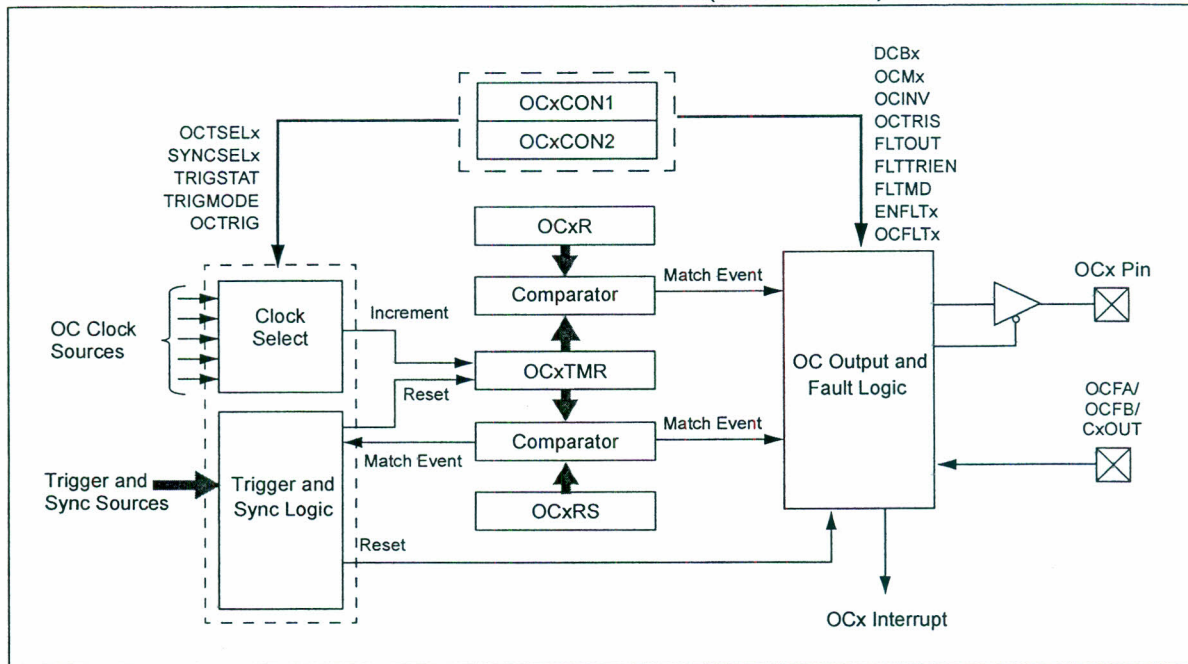 DCBx
OCMx
OCINV
OCTRIS
FLTOUT
FLTTRIEN
FLTMD
ENFLTx
OCFLTx
OCxCON1
OCxCON2
OCTSELx
SYNCSELx
TRIGSTAT
TRIGMODE
OCTRIG
OCxR
Comparator
Match Event
OCx Pin
OC Clock
Sources
Clock
Select
Increment
OCxTMR
Reset
OC Output and
Fault Logic
OCFA/
OCFB/
CxOUT
Comparator
Match Event
Match Event
Trigger and
Sync Sources
Trigger and
Sync Logic
OCxRS
Reset
OCx Interrupt